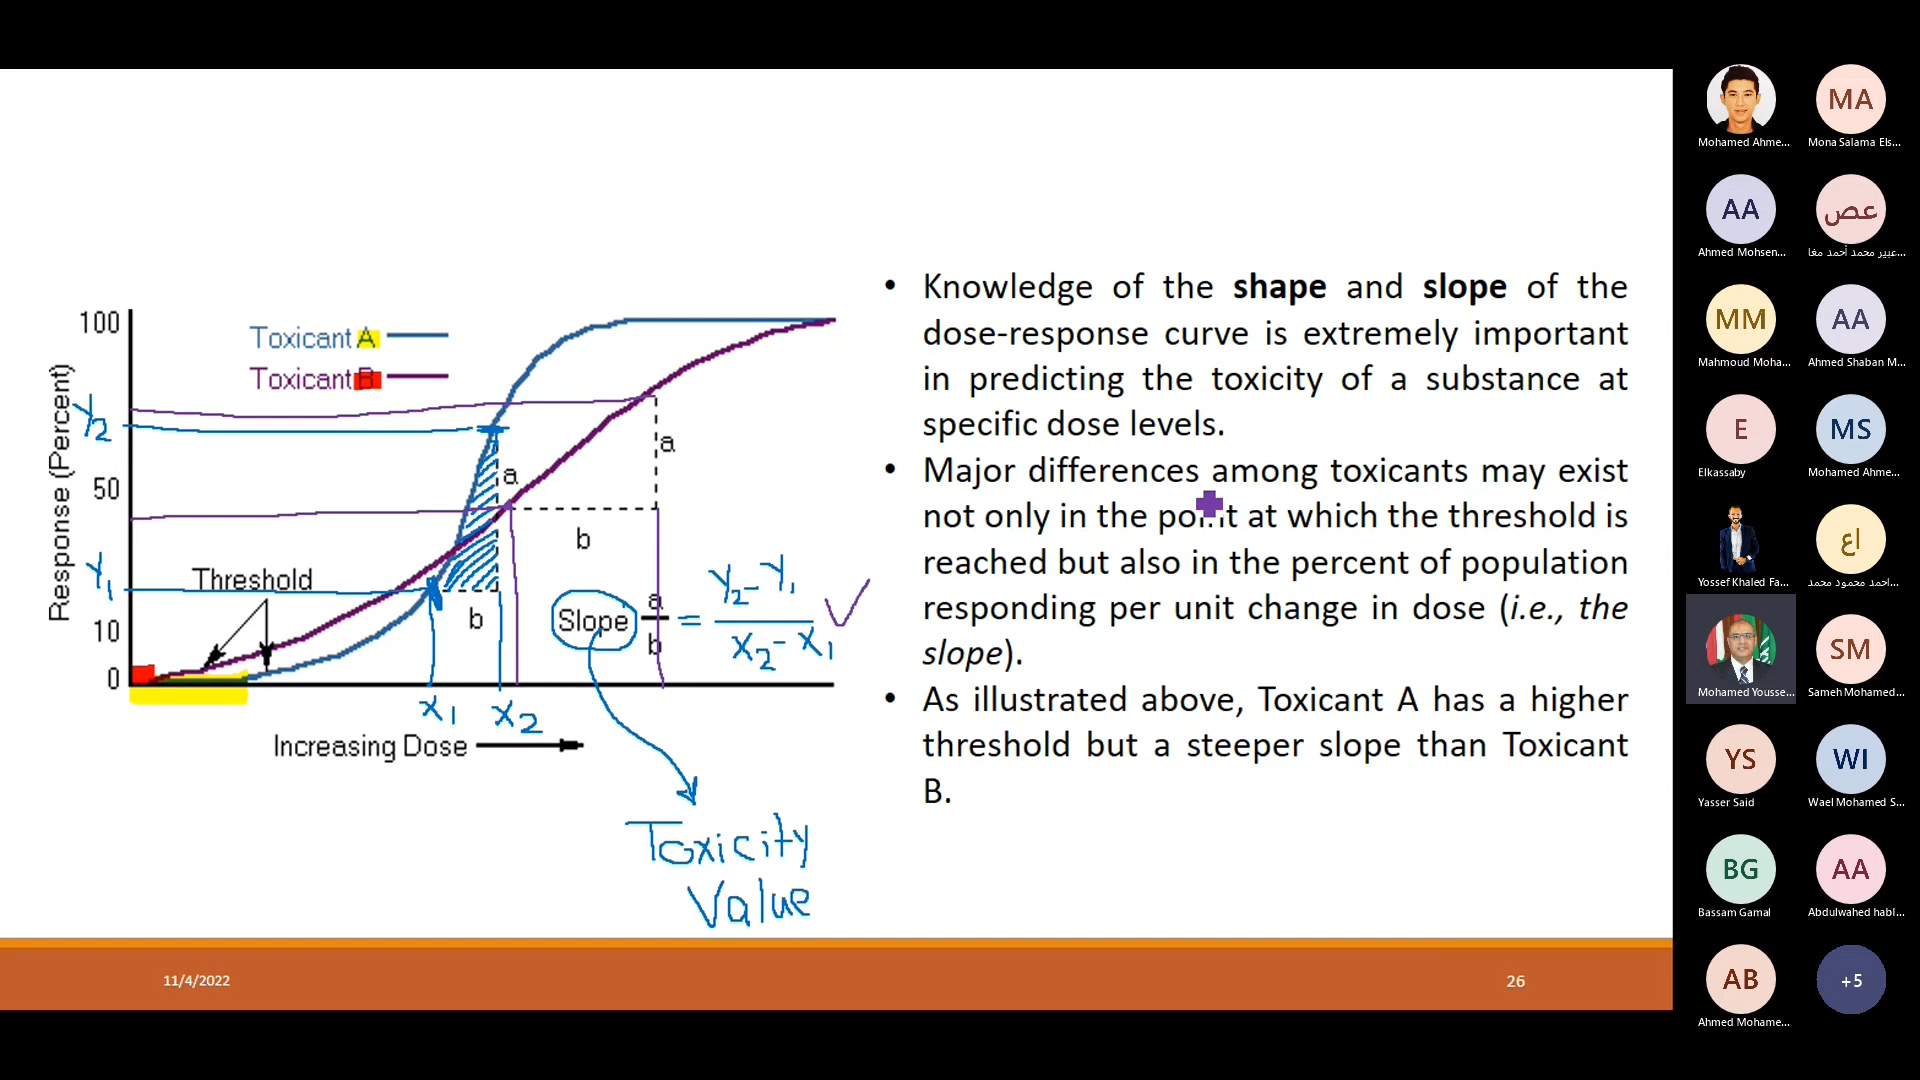 100
Toxicant A
Toxicant B
Response (Percent)
Y2
a
a
50
b
Threshold
Y1
10
b
Slope a/b = Y2-Y1 / X2-X1
0
X1 X2
Increasing Dose
Toxicity
Value
• Knowledge of the shape and slope of the
dose-response curve is extremely important
in predicting the toxicity of a substance at
specific dose levels.
• Major differences among toxicants may exist
not only in the point at which the threshold is
reached but also in the percent of population
responding per unit change in dose (i.e., the
slope).
• As illustrated above, Toxicant A has a higher
threshold but a steeper slope than Toxicant
B.
11/4/2022
26
Mohamed Ahme...
MA
Mona Salama Els...
AA
Ahmed Mohsen...
عص
عبير محمد أحمد مغا...
MM
Mahmoud Moha...
AA
Ahmed Shaban M...
E
Elkassaby
MS
Mohamed Ahme...
Yossef Khaled Fa...
اع
احمد محمود محمد...
Mohamed Yousse...
SM
Sameh Mohamed...
YS
Yasser Said
WI
Wael Mohamed S...
BG
Bassam Gamal
AA
Abdulwahed habl...
AB
Ahmed Mohame...
+5